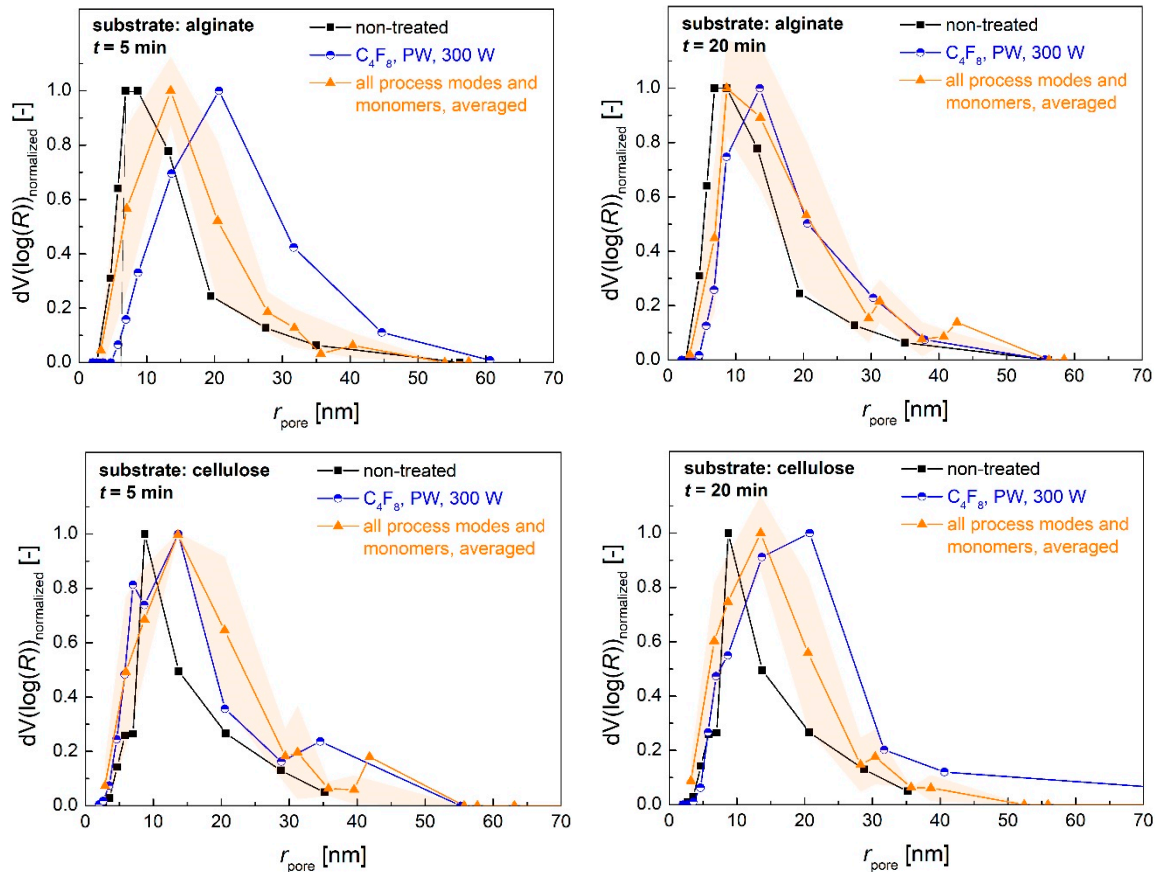 substrate: alginate
t = 5 min
non-treated
C₄F₈, PW, 300 W
all process modes and
monomers, averaged
dV(log(R))normalized [-]
1.0
0.8
0.6
0.4
0.2
0.0
0 10 20 30 40 50 60 70
rpore [nm]
substrate: alginate
t = 20 min
non-treated
C₄F₈, PW, 300 W
all process modes and
monomers, averaged
dV(log(R))normalized [-]
1.0
0.8
0.6
0.4
0.2
0.0
0 10 20 30 40 50 60 70
rpore [nm]
substrate: cellulose
t = 5 min
non-treated
C₄F₈, PW, 300 W
all process modes and
monomers, averaged
dV(log(R))normalized [-]
1.0
0.8
0.6
0.4
0.2
0.0
0 10 20 30 40 50 60 70
rpore [nm]
substrate: cellulose
t = 20 min
non-treated
C₄F₈, PW, 300 W
all process modes and
monomers, averaged
dV(log(R))normalized [-]
1.0
0.8
0.6
0.4
0.2
0.0
0 10 20 30 40 50 60 70
rpore [nm]